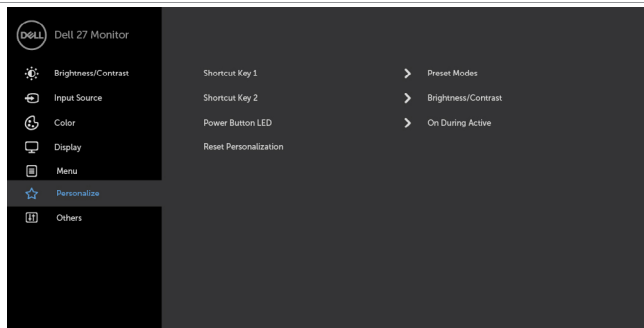 DELL
Dell 27 Monitor
Brightness/Contrast
Input Source
Color
Display
Menu
Personalize
Others
Shortcut Key 1 Preset Modes
Shortcut Key 2 Brightness/Contrast
Power Button LED On During Active
Reset Personalization